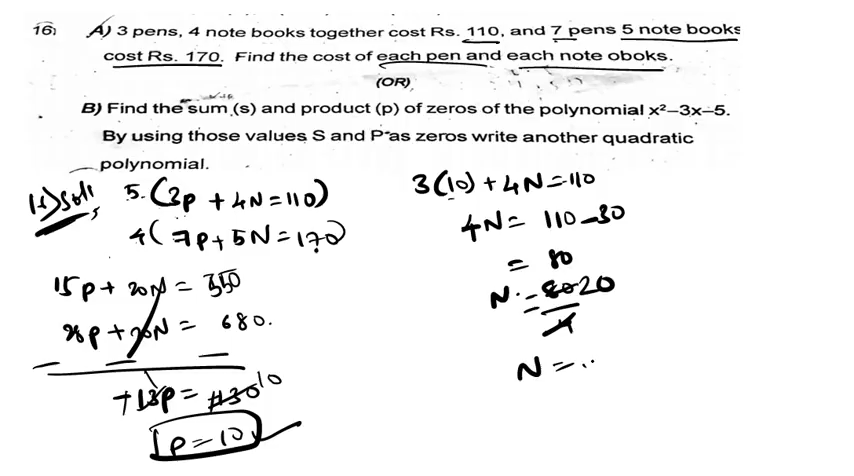 16) A) 3 pens, 4 note books together cost Rs. 110, and 7 pens 5 note books
cost Rs. 170. Find the cost of each pen and each note oboks.
(OR)
B) Find the sum (s) and product (p) of zeros of the polynomial x²–3x–5.
By using those values S and P as zeros write another quadratic
polynomial.
5. (3p + 4N = 110)
4( 7p + 5N = 170)
15p + 20N = 550
28p + 20N = 680.
+13p = +130 10
p = 10
3(10) + 4N = 110
4N = 110 - 30
= 80
N = 80 20
4
N = ..